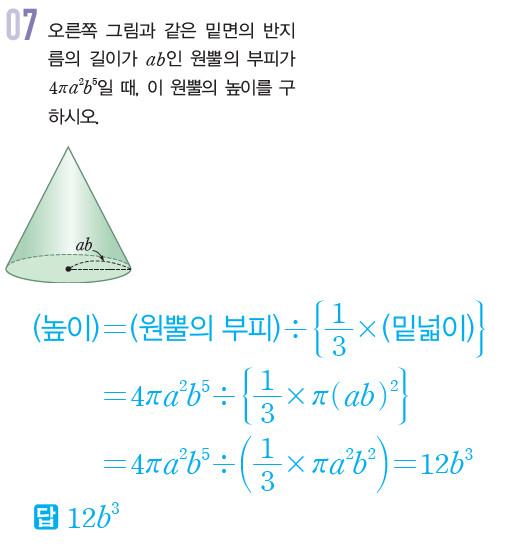 07 오른쪽 그림과 같은 밑면의 반지
름의 길이가 ab인 원뿔의 부피가
4πa²b⁵일 때, 이 원뿔의 높이를 구
하시오.
ab
(높이)=(원뿔의 부피)÷{1/3×(밑넓이)}
=4πa²b⁵÷{1/3×π(ab)²}
=4πa²b⁵÷(1/3×πa²b²)=12b³
답 12b³